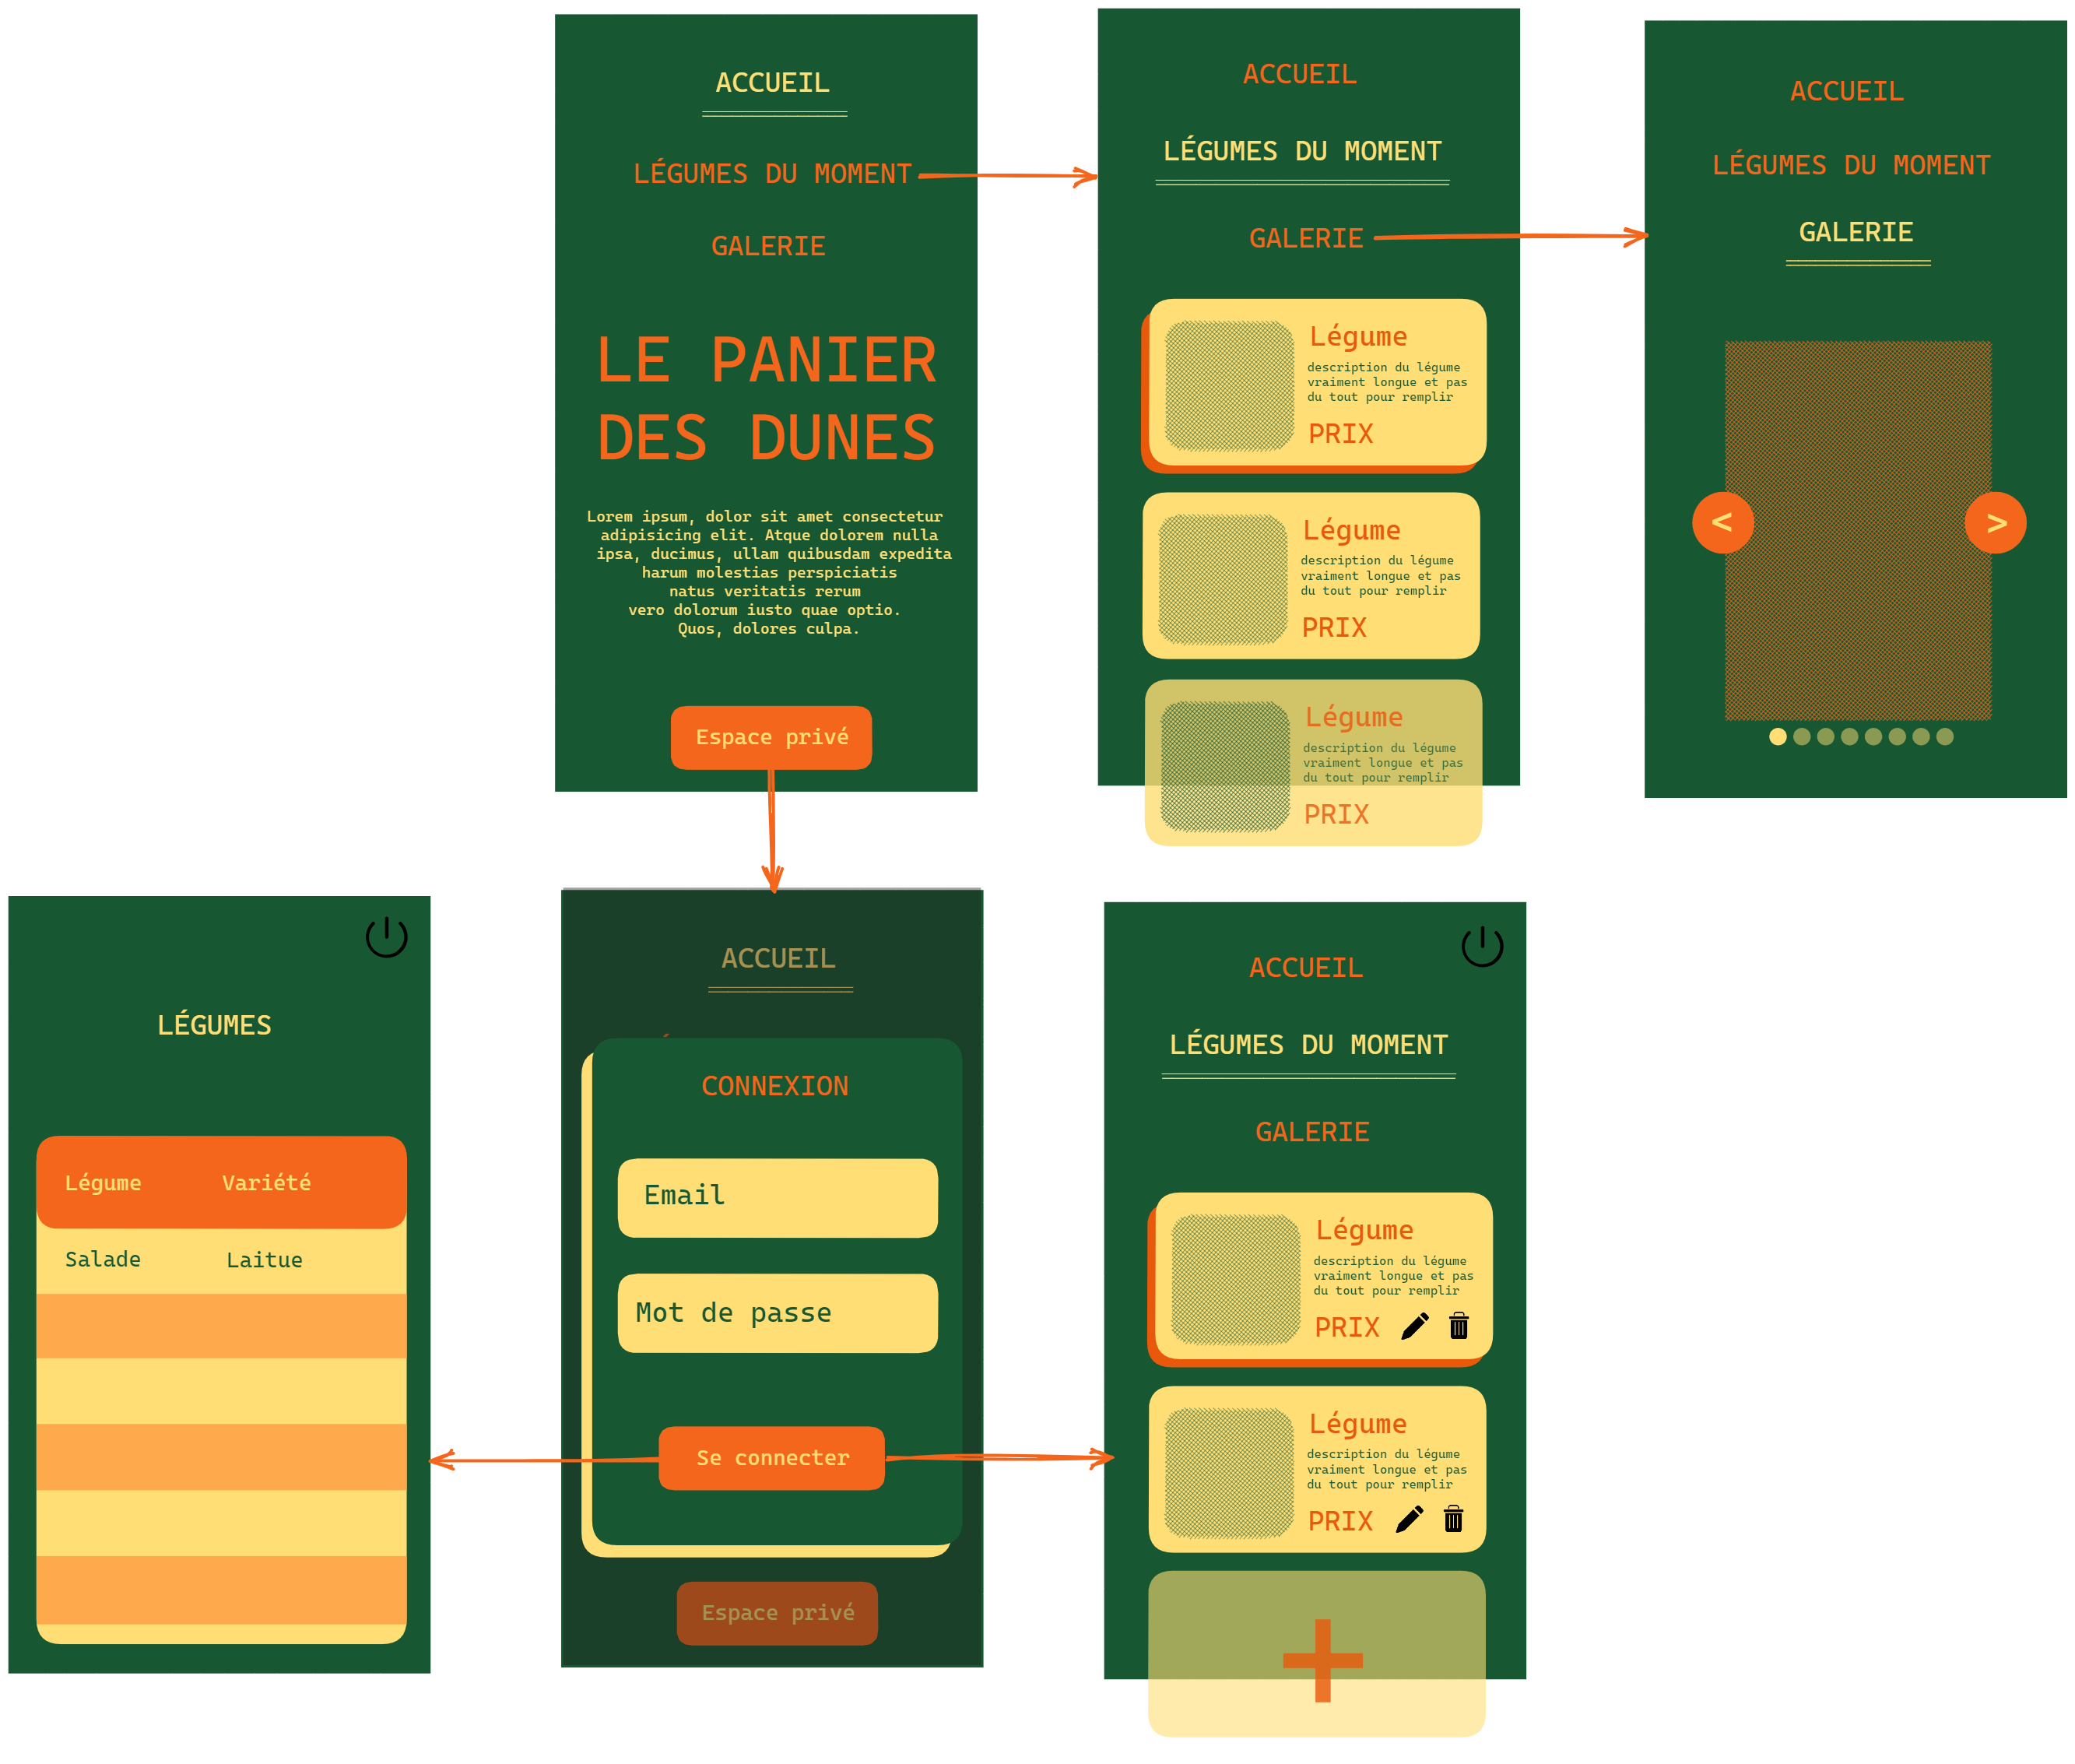 ACCUEIL
LÉGUMES DU MOMENT
GALERIE
LE PANIER
DES DUNES
Lorem ipsum, dolor sit amet consectetur
adipisicing elit. Atque dolorem nulla
ipsa, ducimus, ullam quibusdam expedita
harum molestias perspiciatis
natus veritatis rerum
vero dolorum iusto quae optio.
Quos, dolores culpa.
Espace privé
ACCUEIL
LÉGUMES DU MOMENT
GALERIE
Légume
description du légume
vraiment longue et pas
du tout pour remplir
PRIX
Légume
description du légume
vraiment longue et pas
du tout pour remplir
PRIX
Légume
description du légume
vraiment longue et pas
du tout pour remplir
PRIX
ACCUEIL
LÉGUMES DU MOMENT
GALERIE
<
>
LÉGUMES
Légume Variété
Salade Laitue
ACCUEIL
CONNEXION
Email
Mot de passe
Se connecter
Espace privé
ACCUEIL
LÉGUMES DU MOMENT
GALERIE
Légume
description du légume
vraiment longue et pas
du tout pour remplir
PRIX
Légume
description du légume
vraiment longue et pas
du tout pour remplir
PRIX
+